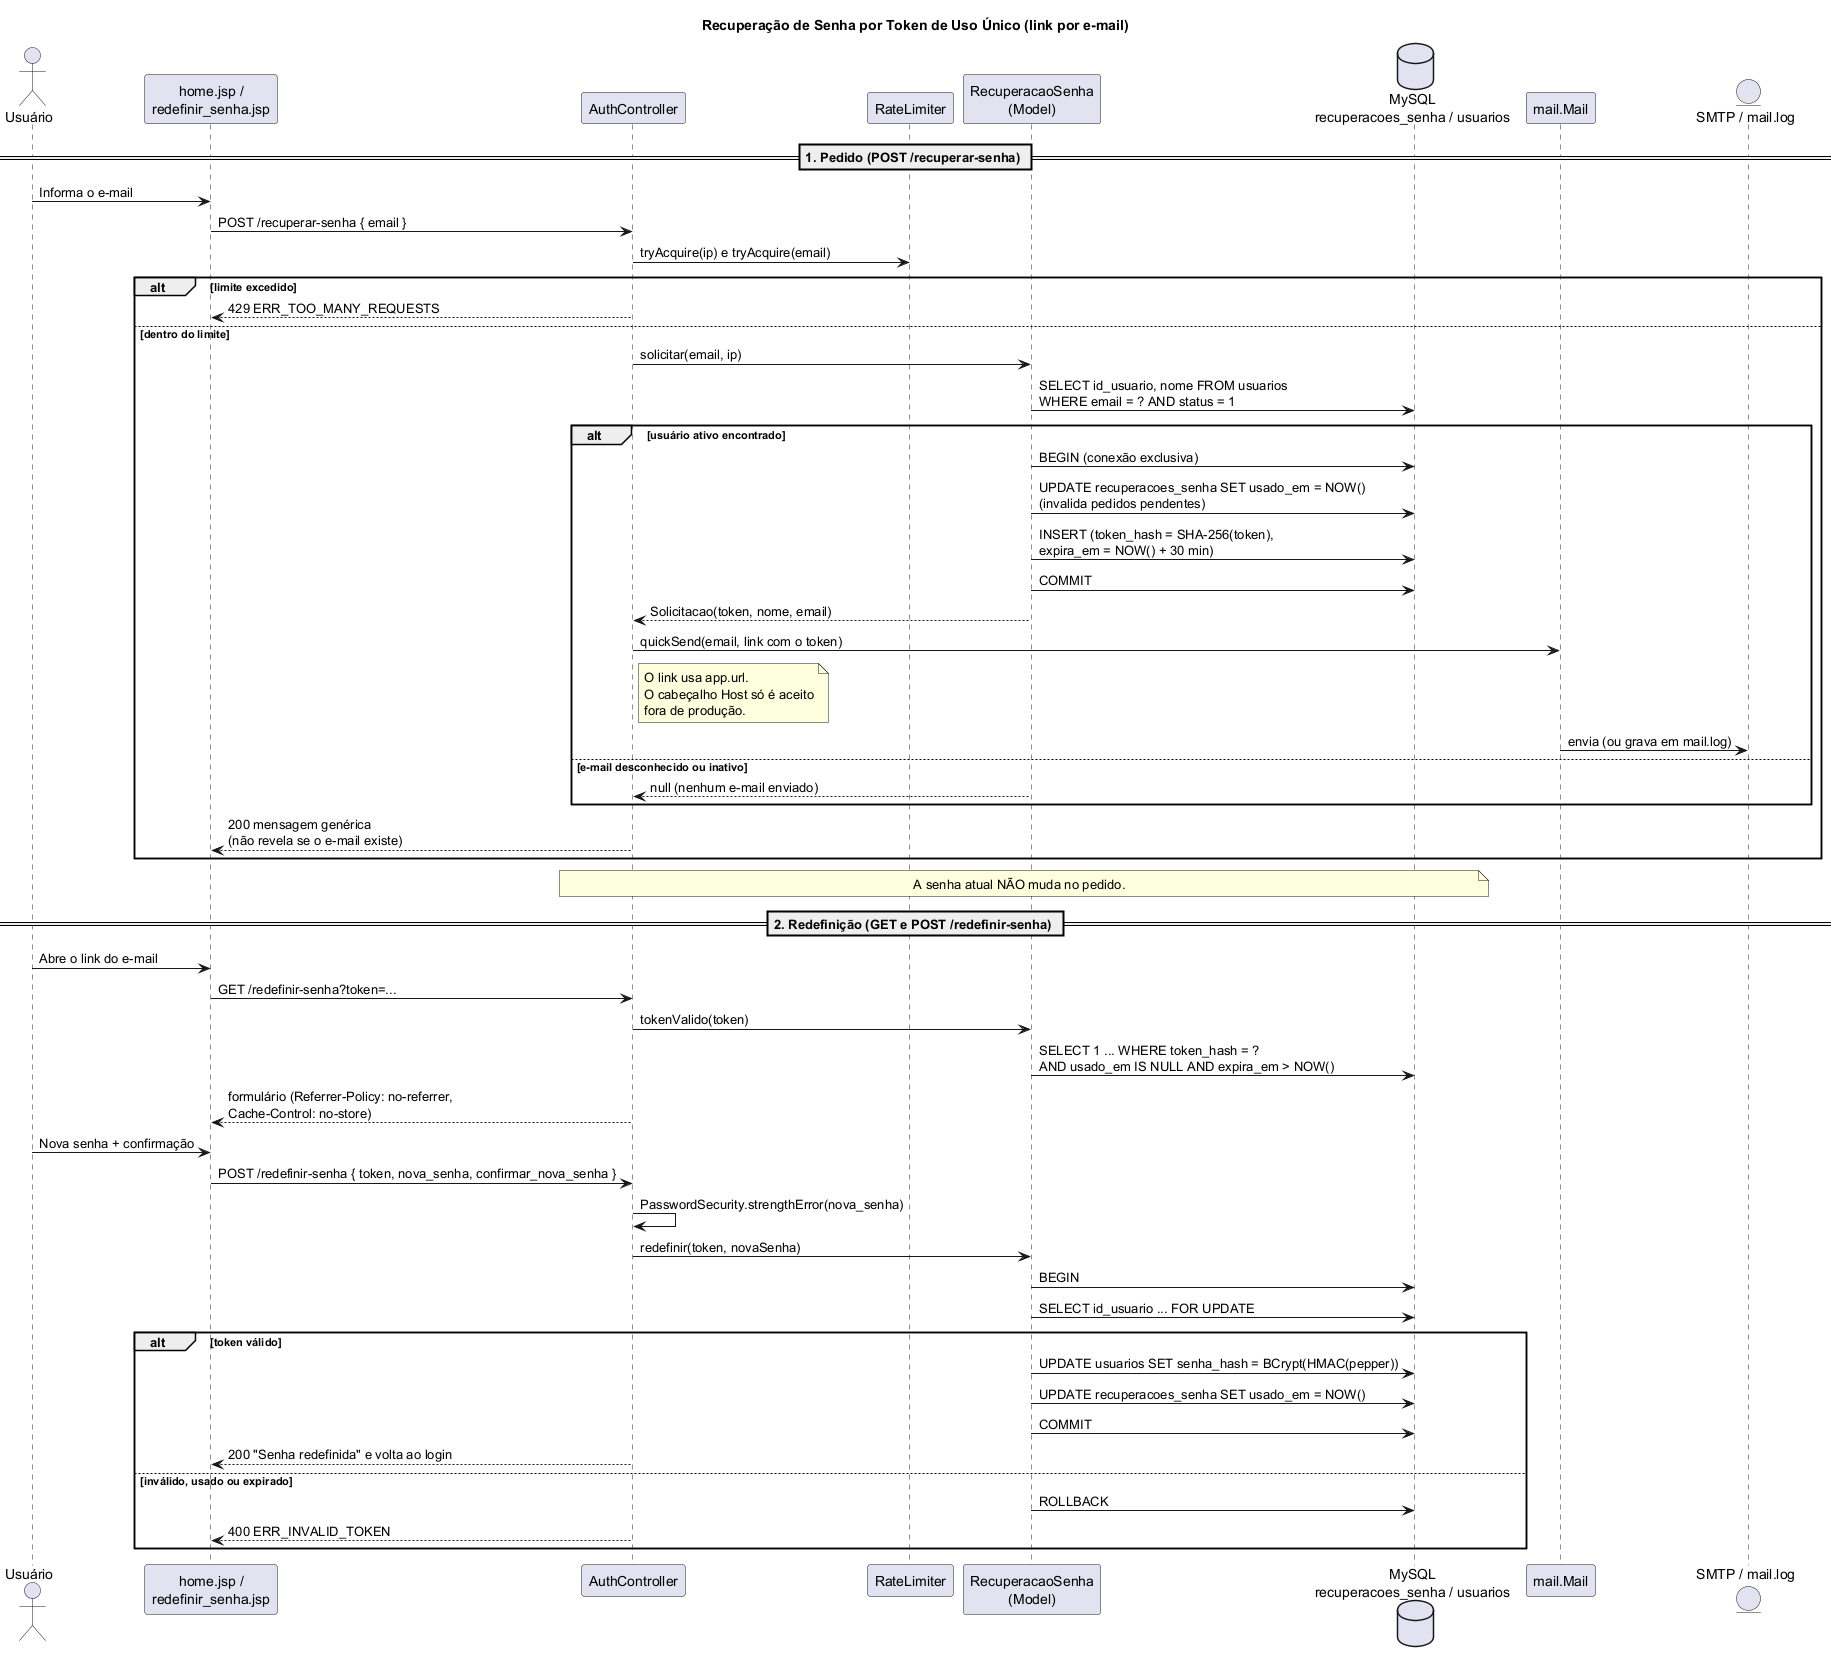 Recuperação de Senha por Token de Uso Único (link por e-mail)
Usuário
home.jsp /
redefinir_senha.jsp
AuthController
RateLimiter
RecuperacaoSenha
(Model)
MySQL
recuperacoes_senha / usuarios
mail.Mail
SMTP / mail.log
1. Pedido (POST /recuperar-senha)
Informa o e-mail
POST /recuperar-senha { email }
tryAcquire(ip) e tryAcquire(email)
alt [limite excedido]
429 ERR_TOO_MANY_REQUESTS
[dentro do limite]
solicitar(email, ip)
SELECT id_usuario, nome FROM usuarios
WHERE email = ? AND status = 1
alt [usuário ativo encontrado]
BEGIN (conexão exclusiva)
UPDATE recuperacoes_senha SET usado_em = NOW()
(invalida pedidos pendentes)
INSERT (token_hash = SHA-256(token),
expira_em = NOW() + 30 min)
COMMIT
Solicitacao(token, nome, email)
quickSend(email, link com o token)
O link usa app.url.
O cabeçalho Host só é aceito
fora de produção.
envia (ou grava em mail.log)
[e-mail desconhecido ou inativo]
null (nenhum e-mail enviado)
200 mensagem genérica
(não revela se o e-mail existe)
A senha atual NÃO muda no pedido.
2. Redefinição (GET e POST /redefinir-senha)
Abre o link do e-mail
GET /redefinir-senha?token=...
tokenValido(token)
SELECT 1 ... WHERE token_hash = ?
AND usado_em IS NULL AND expira_em > NOW()
formulário (Referrer-Policy: no-referrer,
Cache-Control: no-store)
Nova senha + confirmação
POST /redefinir-senha { token, nova_senha, confirmar_nova_senha }
PasswordSecurity.strengthError(nova_senha)
redefinir(token, novaSenha)
BEGIN
SELECT id_usuario ... FOR UPDATE
alt [token válido]
UPDATE usuarios SET senha_hash = BCrypt(HMAC(pepper))
UPDATE recuperacoes_senha SET usado_em = NOW()
COMMIT
200 "Senha redefinida" e volta ao login
[inválido, usado ou expirado]
ROLLBACK
400 ERR_INVALID_TOKEN
Usuário
home.jsp /
redefinir_senha.jsp
AuthController
RateLimiter
RecuperacaoSenha
(Model)
MySQL
recuperacoes_senha / usuarios
mail.Mail
SMTP / mail.log